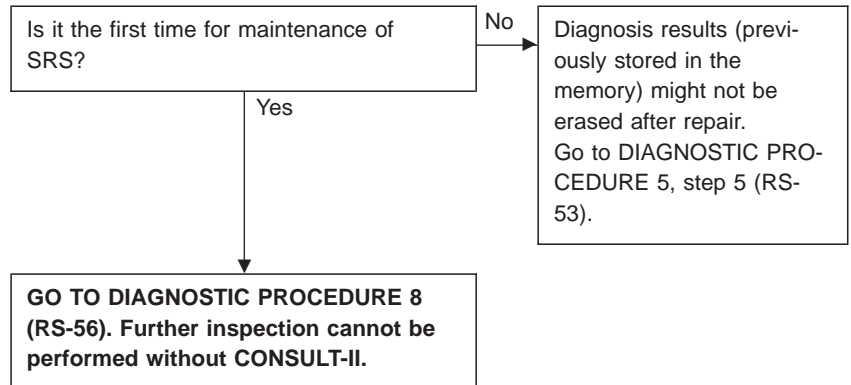 Is it the first time for maintenance of
SRS?
No
Diagnosis results (previ-
ously stored in the
memory) might not be
erased after repair.
Go to DIAGNOSTIC PRO-
CEDURE 5, step 5 (RS-
53).
Yes
GO TO DIAGNOSTIC PROCEDURE 8
(RS-56). Further inspection cannot be
performed without CONSULT-II.